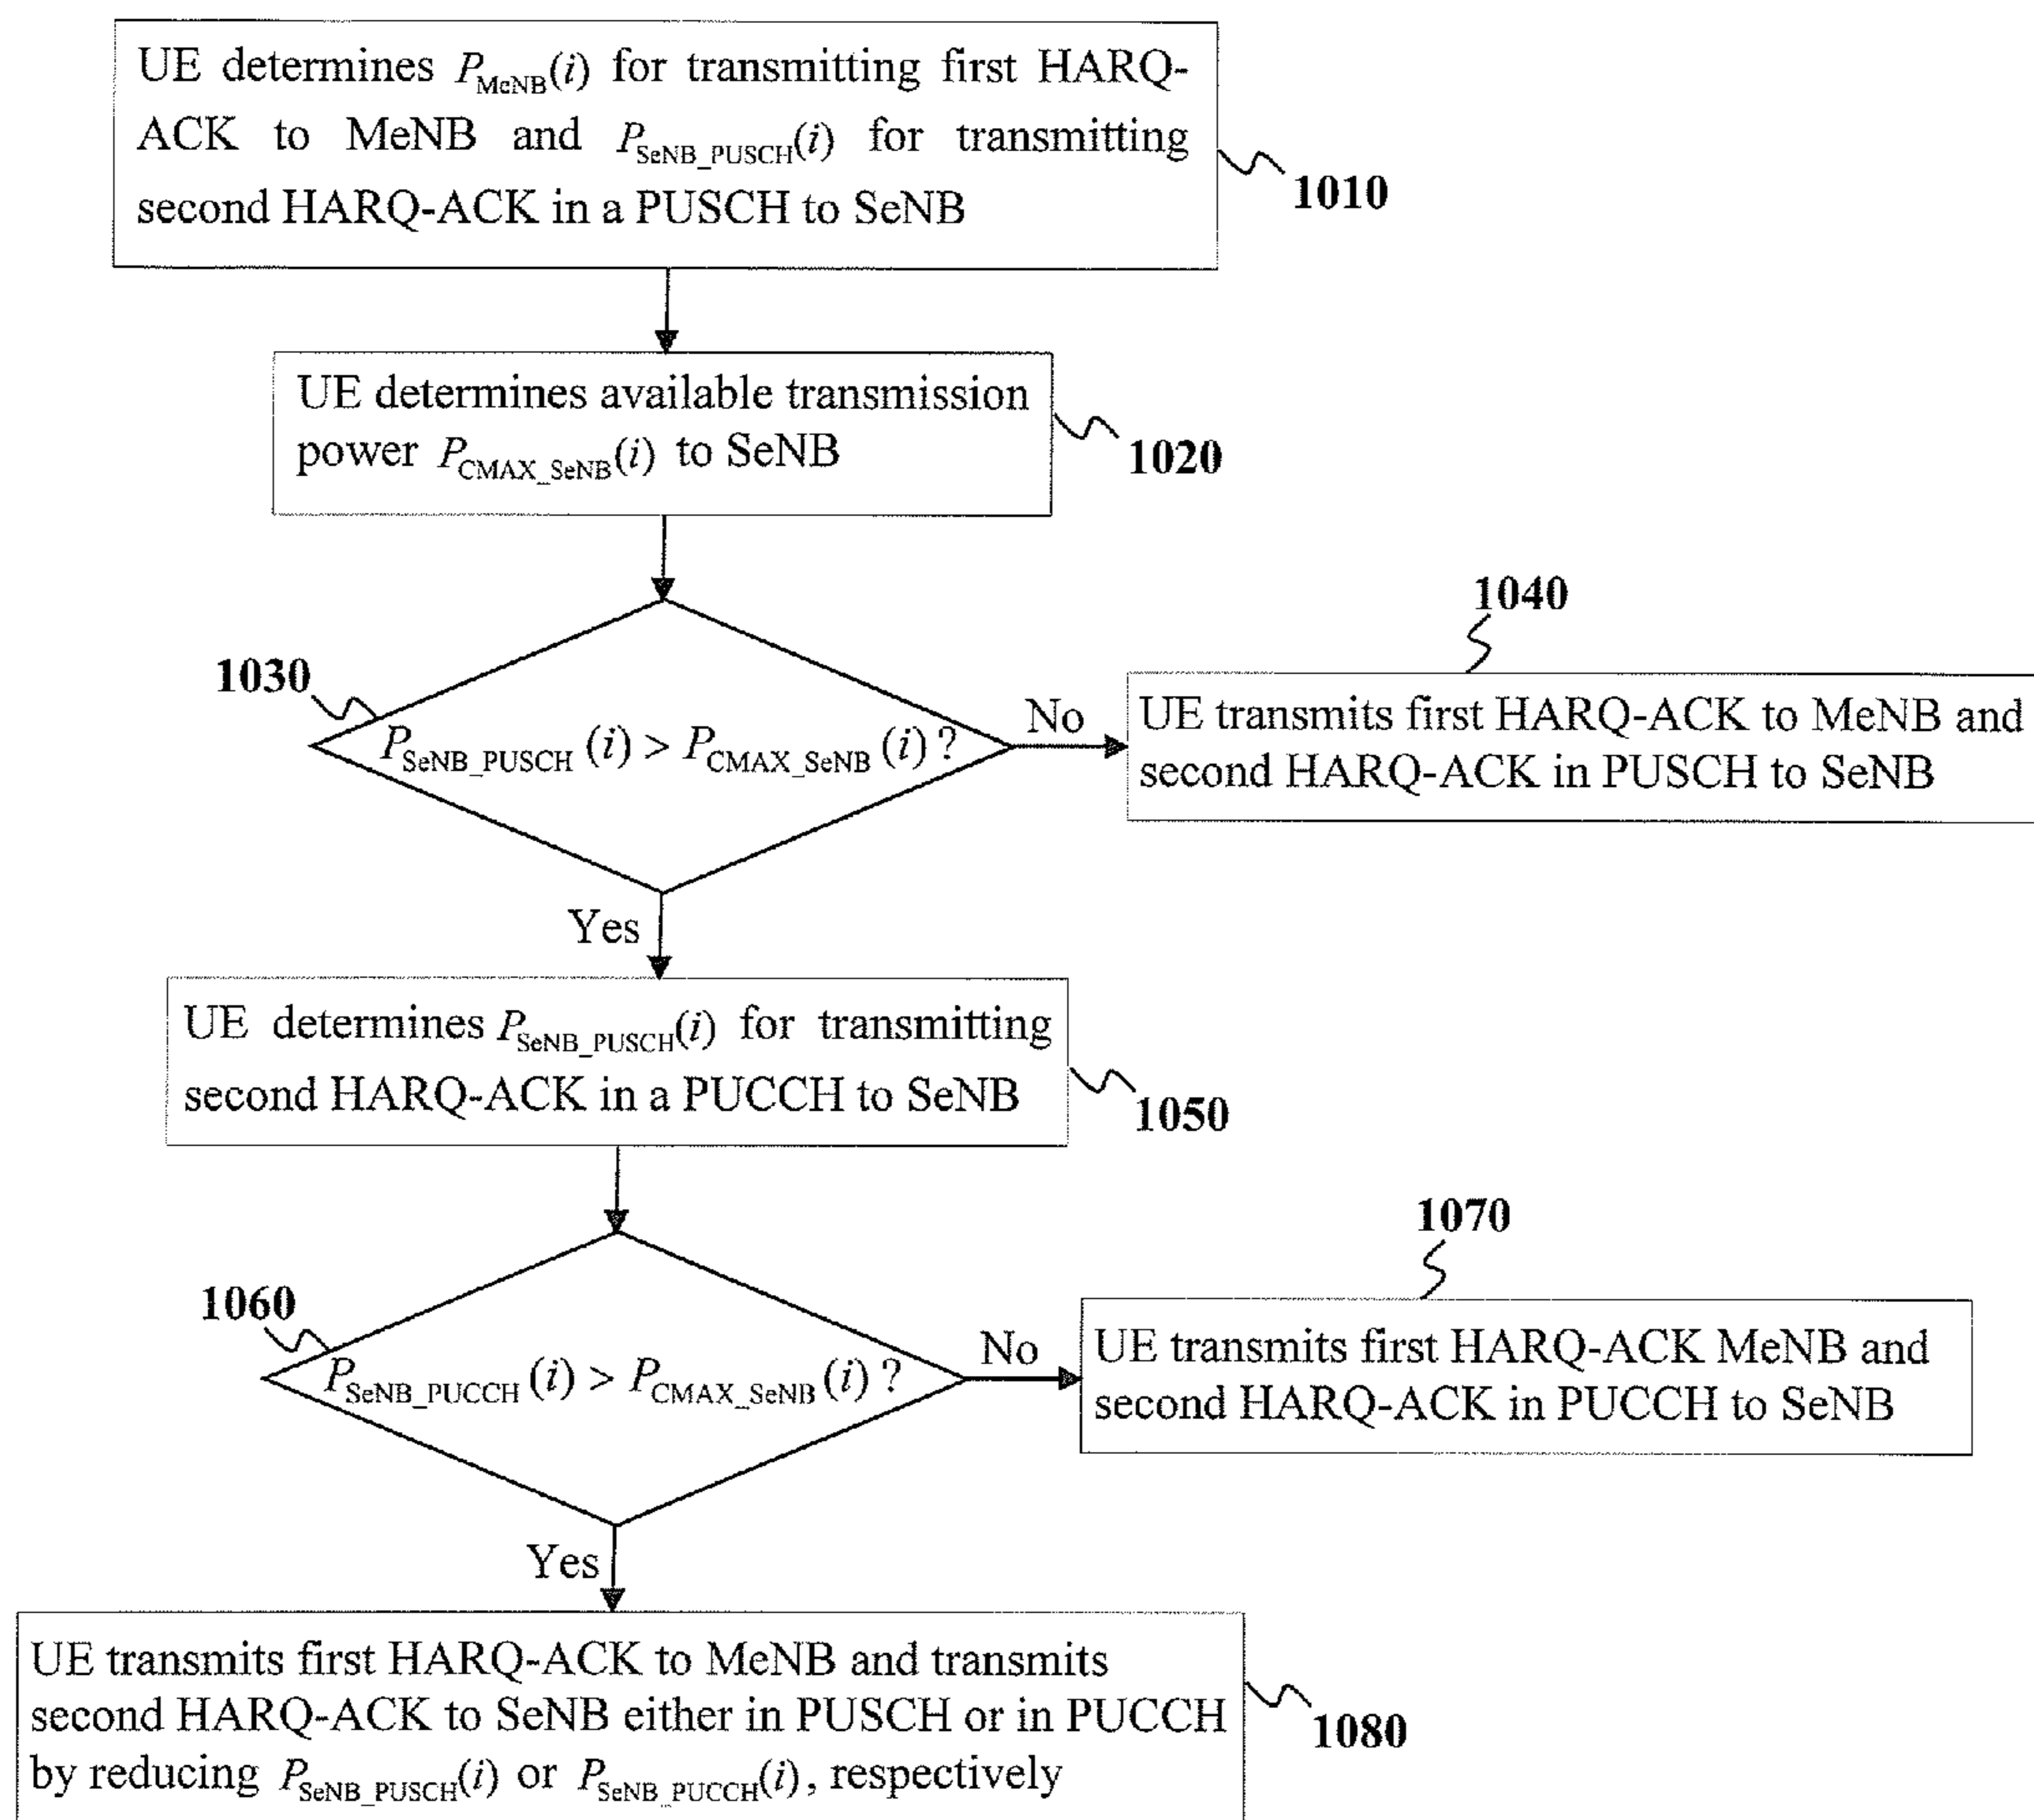 UE determines P_MeNB(i) for transmitting first HARQ-
ACK to MeNB and P_SeNB_PUSCH(i) for transmitting
second HARQ-ACK in a PUSCH to SeNB
1010
UE determines available transmission
power P_CMAX_SeNB(i) to SeNB
1020
1030
P_SeNB_PUSCH (i) > P_CMAX_SeNB (i) ?
No
1040
UE transmits first HARQ-ACK to MeNB and
second HARQ-ACK in PUSCH to SeNB
Yes
UE determines P_SeNB_PUSCH(i) for transmitting
second HARQ-ACK in a PUCCH to SeNB
1050
1060
P_SeNB_PUCCH (i) > P_CMAX_SeNB (i) ?
No
1070
UE transmits first HARQ-ACK MeNB and
second HARQ-ACK in PUCCH to SeNB
Yes
UE transmits first HARQ-ACK to MeNB and transmits
second HARQ-ACK to SeNB either in PUSCH or in PUCCH
by reducing P_SeNB_PUSCH(i) or P_SeNB_PUCCH(i), respectively
1080